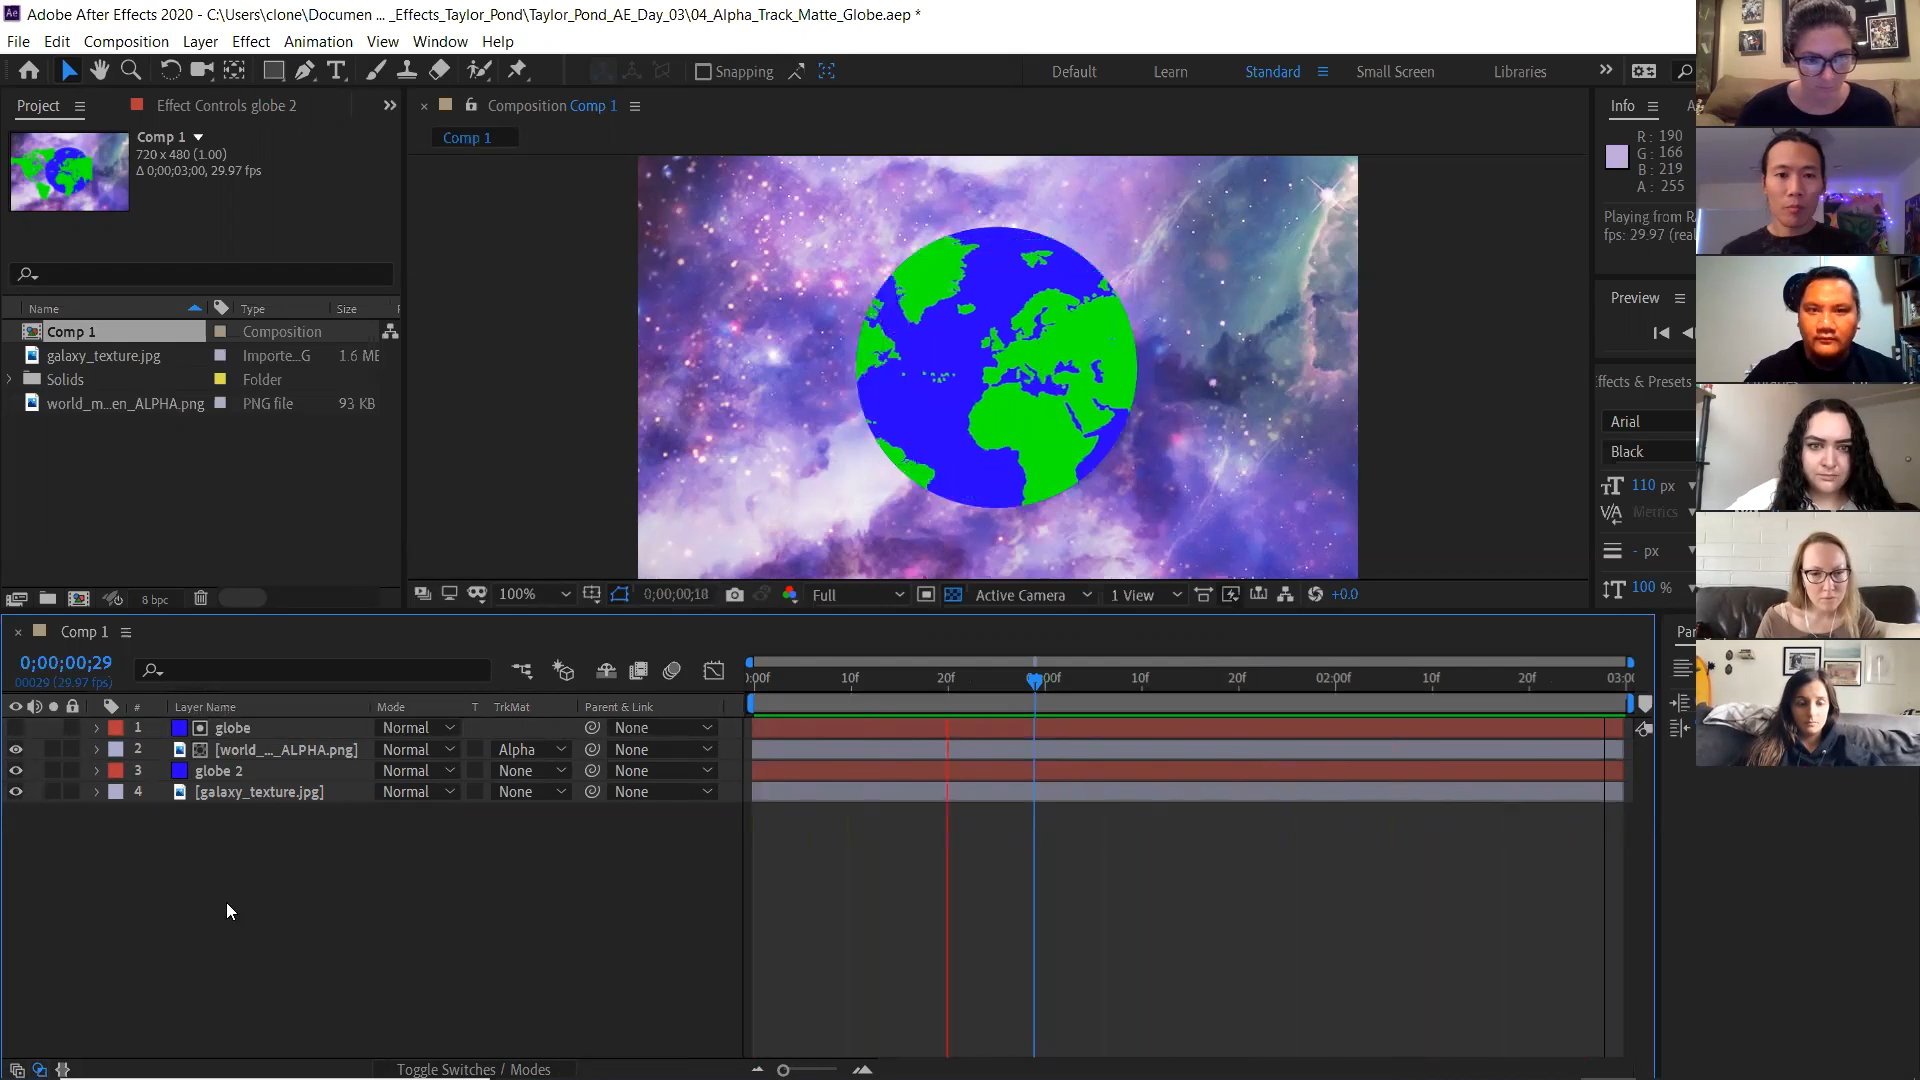 Adobe After Effects 2020 - C:\Users\clone\Documen ... _Effects_Taylor_Pond\Taylor_Pond_AE_Day_03\04_Alpha_Track_Matte_Globe.aep *
File Edit Composition Layer Effect Animation View Window Help
Snapping Default Learn Standard Small Screen Libraries
Project Effect Controls globe 2
Composition Comp 1
Info
Comp 1
720 x 480 (1.00)
Δ 0;00;03;00, 29.97 fps
Comp 1
R: 190
G: 166
B: 219
A: 255
Playing from R
fps: 29.97 (real
Preview
Name Type Size
Comp 1 Composition
galaxy_texture.jpg Importe...G 1.6 ME
Solids Folder
world_m...en_ALPHA.png PNG file 93 KB
Effects & Presets
Arial
Black
110 px
Metrics
- px
100 %
8 bpc
100% 0;00;00;18 Full Active Camera 1 View +0.0
Comp 1
0;00;00;29
00029 (29.97 fps)
:00f 10f 20f 00f 10f 20f 02:00f 10f 20f 03:00
# Layer Name Mode T TrkMat Parent & Link
1 globe Normal None
2 [world_..._ALPHA.png] Normal Alpha None
3 globe 2 Normal None None
4 [galaxy_texture.jpg] Normal None None
Toggle Switches / Modes